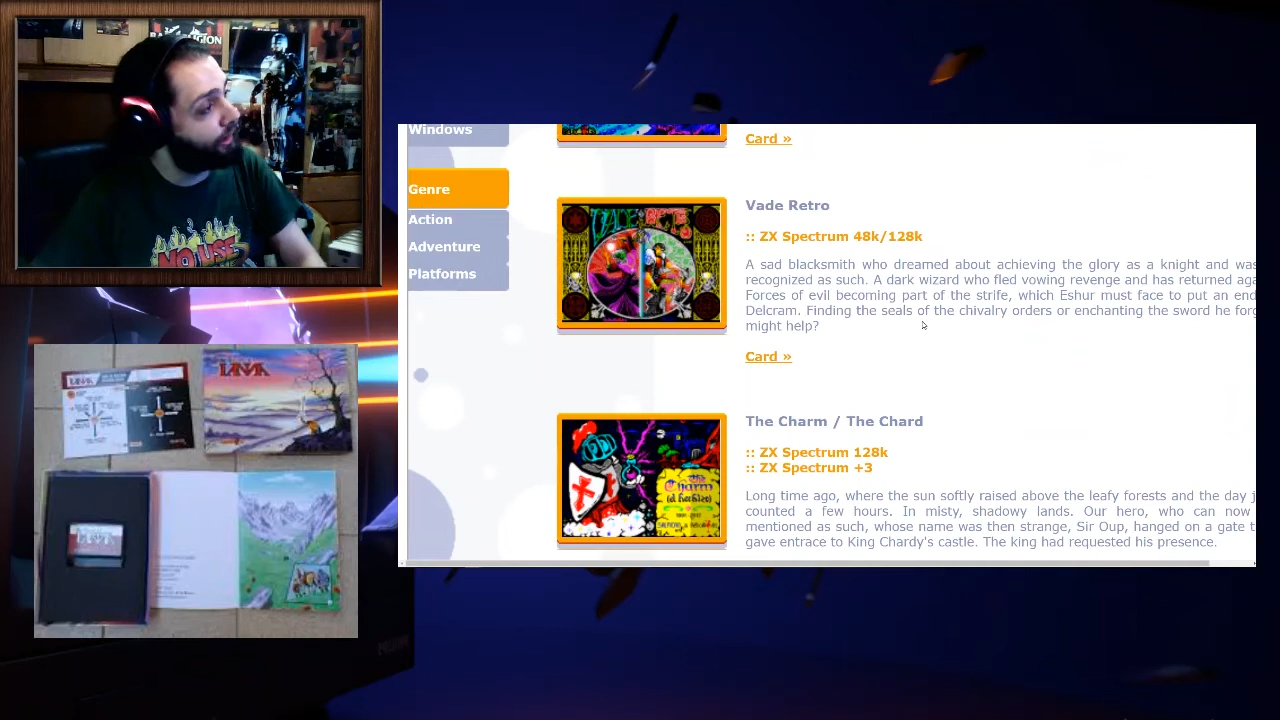 Windows
Genre
Action
Adventure
Platforms
Card »
Vade Retro
:: ZX Spectrum 48k/128k
A sad blacksmith who dreamed about achieving the glory as a knight and was
recognized as such. A dark wizard who fled vowing revenge and has returned
Forces of evil becoming part of the strife, which Eshur must face to put an end
Delcram. Finding the seals of the chivalry orders or enchanting the sword he
might help?
Card »
The Charm / The Chard
:: ZX Spectrum 128k
:: ZX Spectrum +3
Long time ago, where the sun softly raised above the leafy forests and the day
counted a few hours. In misty, shadowy lands. Our hero, who can now
mentioned as such, whose name was then strange, Sir Cup, hanged on a gate
gave entrace to King Chardy's castle. The king had requested his presence.
VADE RETRO
The
Charm